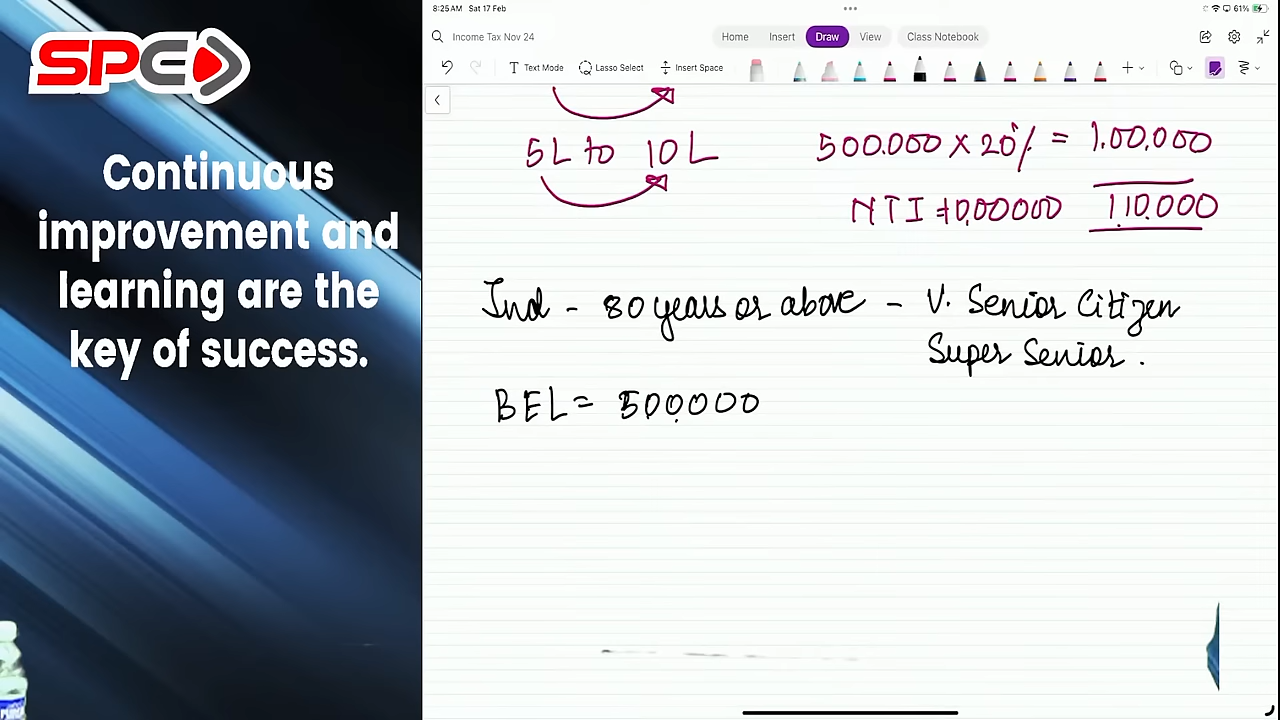 SPE
Continuous
improvement and
learning are the
key of success.
8:25 AM Sat 17 Feb
61%
Income Tax Nov 24
Home Insert Draw View Class Notebook
Text Mode Lasso Select Insert Space
5L to 10L 500.000 x 20% = 1,00,000
NTI = 10,00000 1,10,000
Ind - 80 years or above - V. Senior Citizen
Super Senior.
BEL = 500000